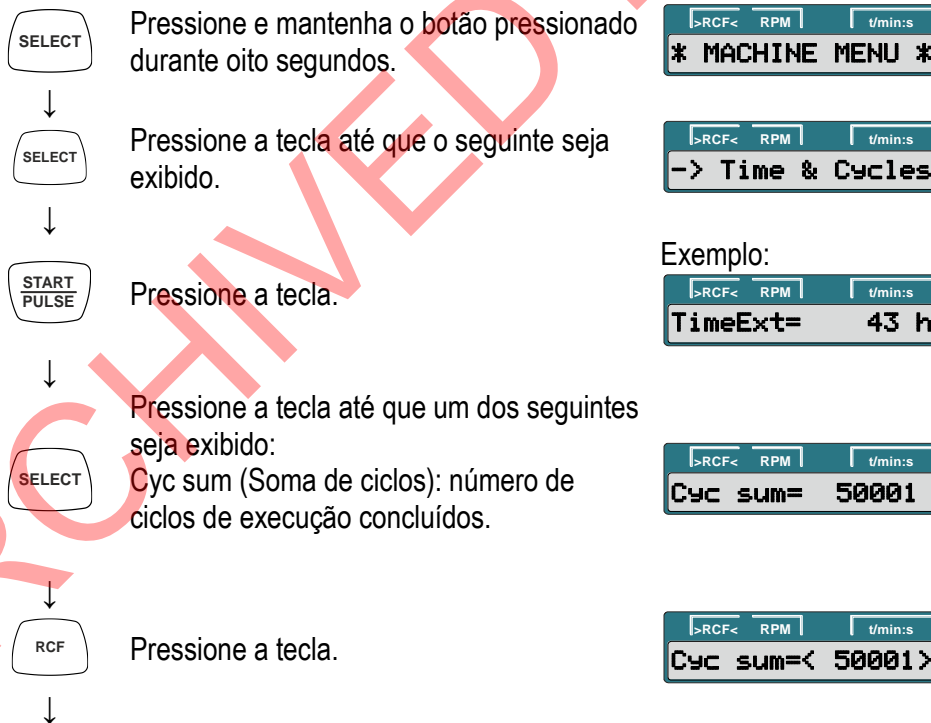 SELECT
Pressione e mantenha o botão pressionado
durante oito segundos.
>RCF< RPM t/min:s
* MACHINE MENU *
↓
SELECT
Pressione a tecla até que o seguinte seja
exibido.
>RCF< RPM t/min:s
-> Time & Cycles
↓
START
PULSE
Pressione a tecla.
Exemplo:
>RCF< RPM t/min:s
TimeExt= 43 h
↓
SELECT
Pressione a tecla até que um dos seguintes
seja exibido:
Cyc sum (Soma de ciclos): número de
ciclos de execução concluídos.
>RCF< RPM t/min:s
Cyc sum= 50001
↓
RCF
Pressione a tecla.
>RCF< RPM t/min:s
Cyc sum=< 50001>
↓
RCHIVED